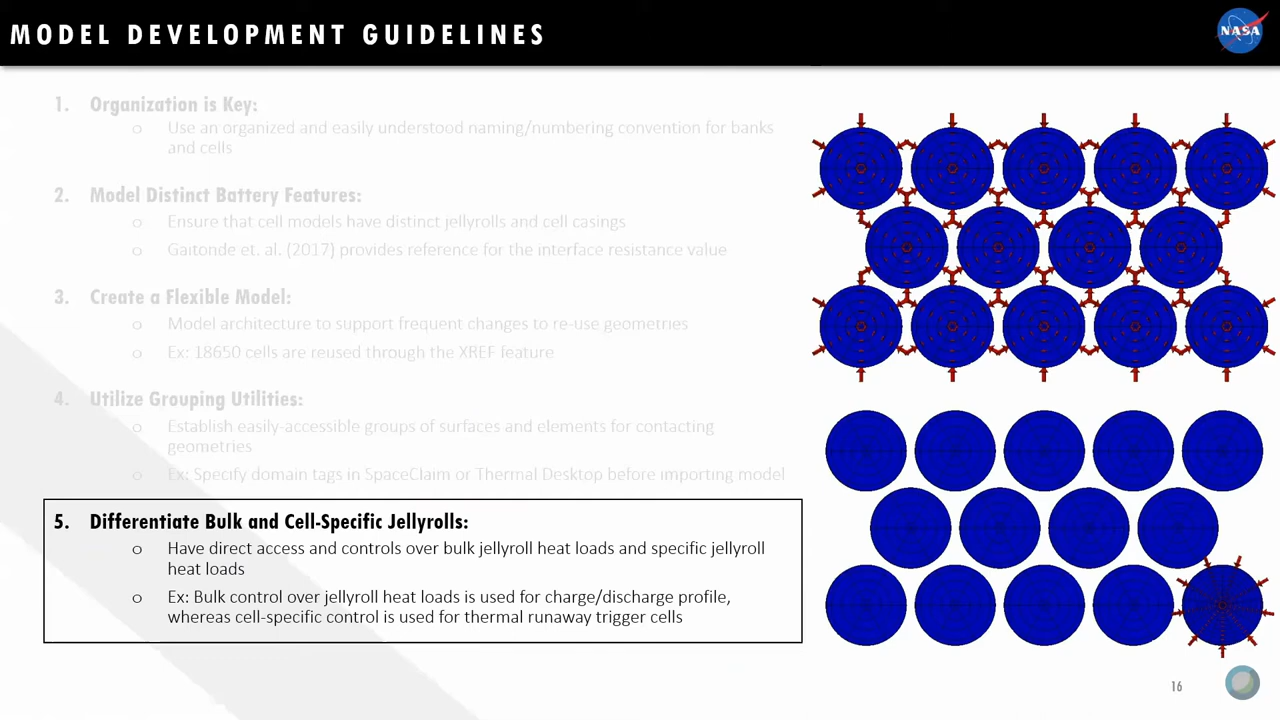 MODEL DEVELOPMENT GUIDELINES
NASA
1. Organization is Key:
o Use an organized and easily understood naming/numbering convention for banks
and cells
2. Model Distinct Battery Features:
o Ensure that cell models have distinct jellyrolls and cell casings
o Gaitonde et. al. (2017) provides reference for the interface resistance value
3. Create a Flexible Model:
o Model architecture to support frequent changes to re-use geometries
o Ex: 18650 cells are reused through the XREF feature
4. Utilize Grouping Utilities:
o Establish easily-accessible groups of surfaces and elements for contacting
geometries
o Ex: Specify domain tags in SpaceClaim or Thermal Desktop before importing model
5. Differentiate Bulk and Cell-Specific Jellyrolls:
o Have direct access and controls over bulk jellyroll heat loads and specific jellyroll
heat loads
o Ex: Bulk control over jellyroll heat loads is used for charge/discharge profile,
whereas cell-specific control is used for thermal runaway trigger cells
16